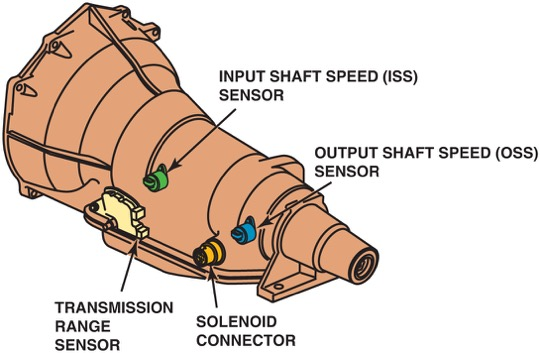 INPUT SHAFT SPEED (ISS)
SENSOR
OUTPUT SHAFT SPEED (OSS)
SENSOR
TRANSMISSION
RANGE
SENSOR
SOLENOID
CONNECTOR